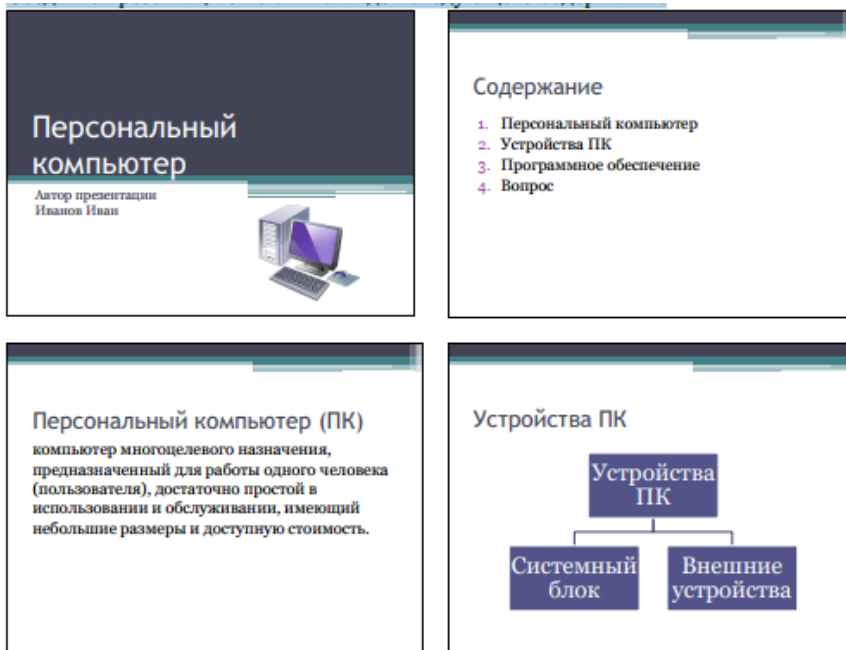 Персональный
компьютер
Автор презентации
Иванов Иван
Содержание
1. Персональный компьютер
2. Устройства ПК
3. Программное обеспечение
4. Вопрос
Персональный компьютер (ПК)
компьютер многоцелевого назначения,
предназначенный для работы одного человека
(пользователя), достаточно простой в
использовании и обслуживании, имеющий
небольшие размеры и доступную стоимость.
Устройства ПК
Устройства
ПК
Системный
блок
Внешние
устройства